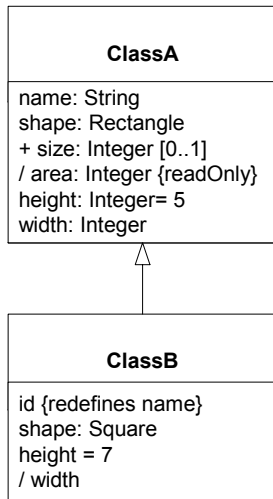 ClassA
name: String
shape: Rectangle
+ size: Integer [0..1]
/ area: Integer {readOnly}
height: Integer= 5
width: Integer
ClassB
id {redefines name}
shape: Square
height = 7
/ width